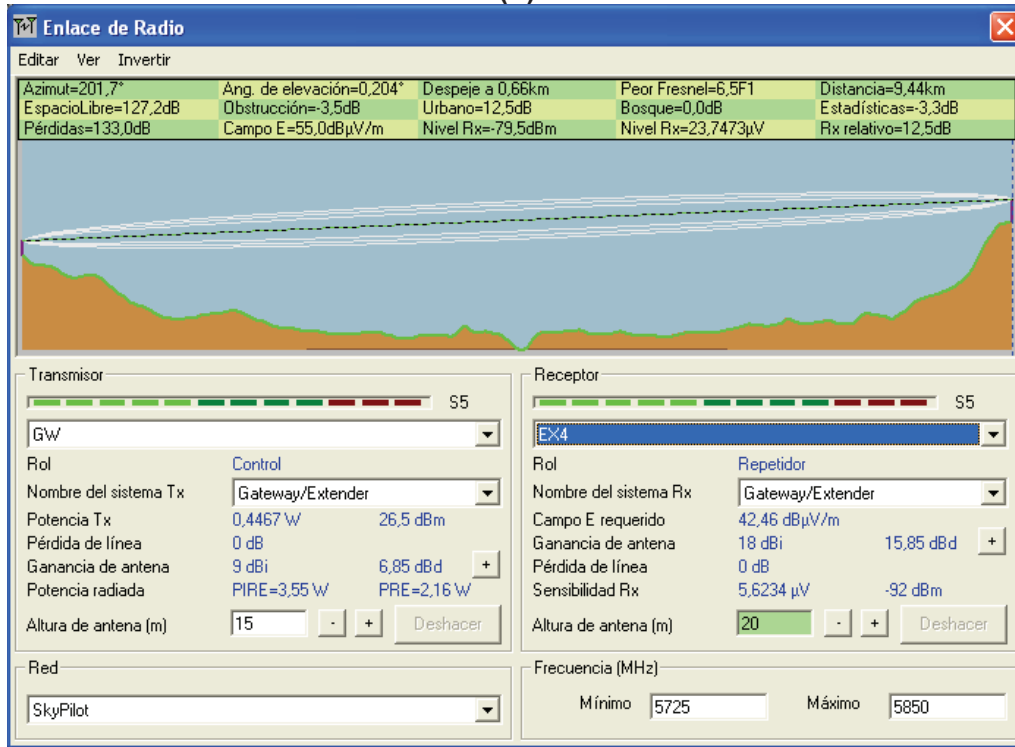 Enlace de Radio
Editar Ver Invertir
Azimut=201,7° Ang. de elevación=0,204° Despeje a 0,66km Peor Fresnel=6,5F1 Distancia=9,44km
EspacioLibre=127,2dB Obstrucción=-3,5dB Urbano=12,5dB Bosque=0,0dB Estadísticas=-3,3dB
Pérdidas=133,0dB Campo E=55,0dBµV/m Nivel Rx=-79,5dBm Nivel Rx=23,7473µV Rx relativo=12,5dB
Transmisor
S5
GW
Rol Control
Nombre del sistema Tx Gateway/Extender
Potencia Tx 0,4467 W 26,5 dBm
Pérdida de línea 0 dB
Ganancia de antena 9 dBi 6,85 dBd +
Potencia radiada PIRE=3,55 W PRE=2,16 W
Altura de antena (m) 15 - + Deshacer
Red
SkyPilot
Receptor
S5
EX4
Rol Repetidor
Nombre del sistema Rx Gateway/Extender
Campo E requerido 42,46 dBµV/m
Ganancia de antena 18 dBi 15,85 dBd +
Pérdida de línea 0 dB
Sensibilidad Rx 5,6234 µV -92 dBm
Altura de antena (m) 20 - + Deshacer
Frecuencia (MHz)
Mínimo 5725 Máximo 5850